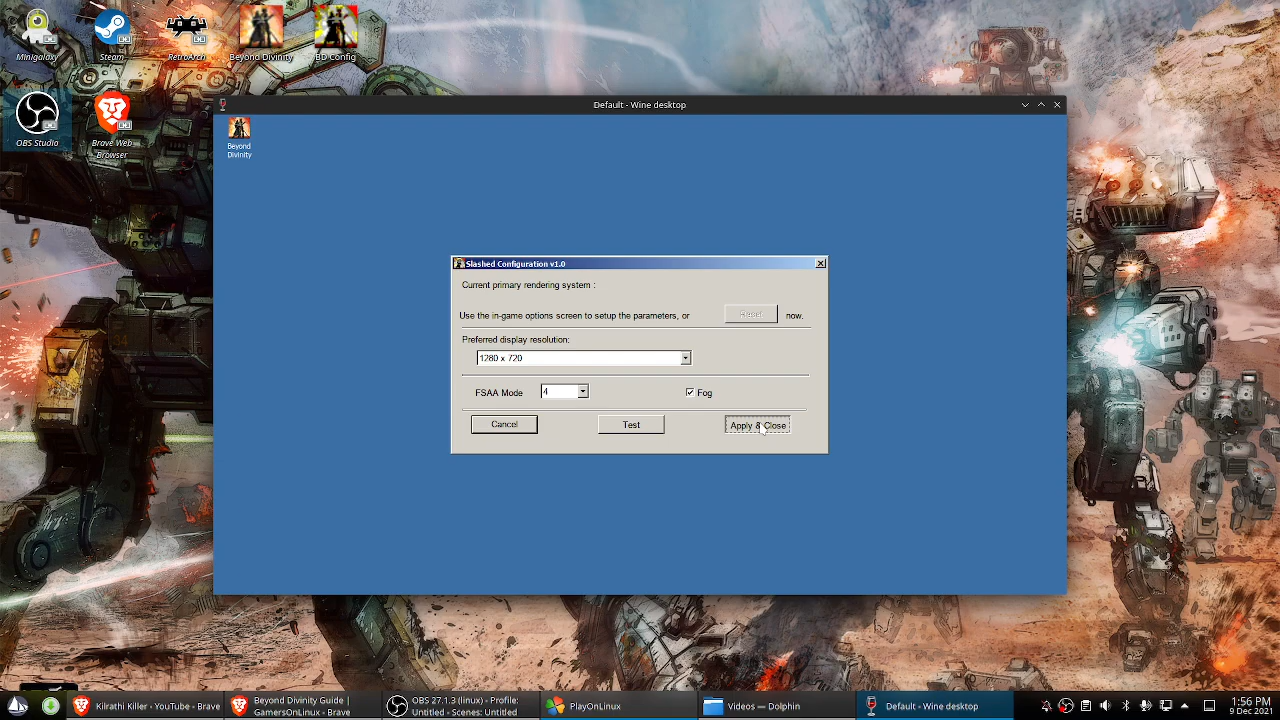 Minigalaxy
Steam
RetroArch
Beyond Divinity
BD Config
OBS Studio
Brave Web
Browser
Default - Wine desktop
Beyond
Divinity
Slashed Configuration v1.0
Current primary rendering system :
Use the in-game options screen to setup the parameters, or
Reset
now.
Preferred display resolution:
1280 x 720
FSAA Mode
4
Fog
Cancel
Test
Apply & Close
Kilrathi Killer - YouTube - Brave
Beyond Divinity Guide |
GamersOnLinux - Brave
OBS 27.1.3 (linux) - Profile:
Untitled - Scenes: Untitled
PlayOnLinux
Videos — Dolphin
Default - Wine desktop
1:56 PM
9 Dec 2021